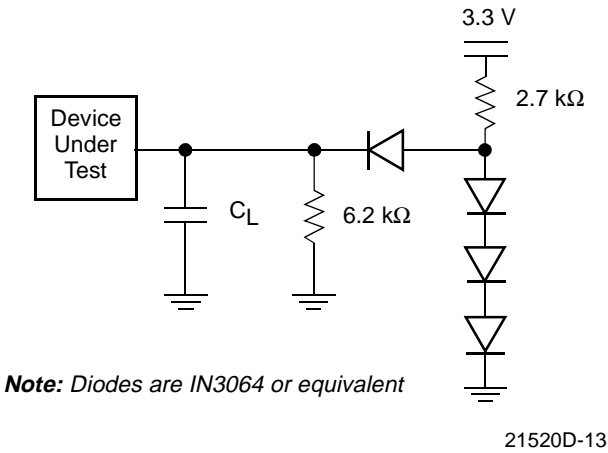 3.3 V
2.7 kΩ
Device
Under
Test
CL
6.2 kΩ
Note: Diodes are IN3064 or equivalent
21520D-13